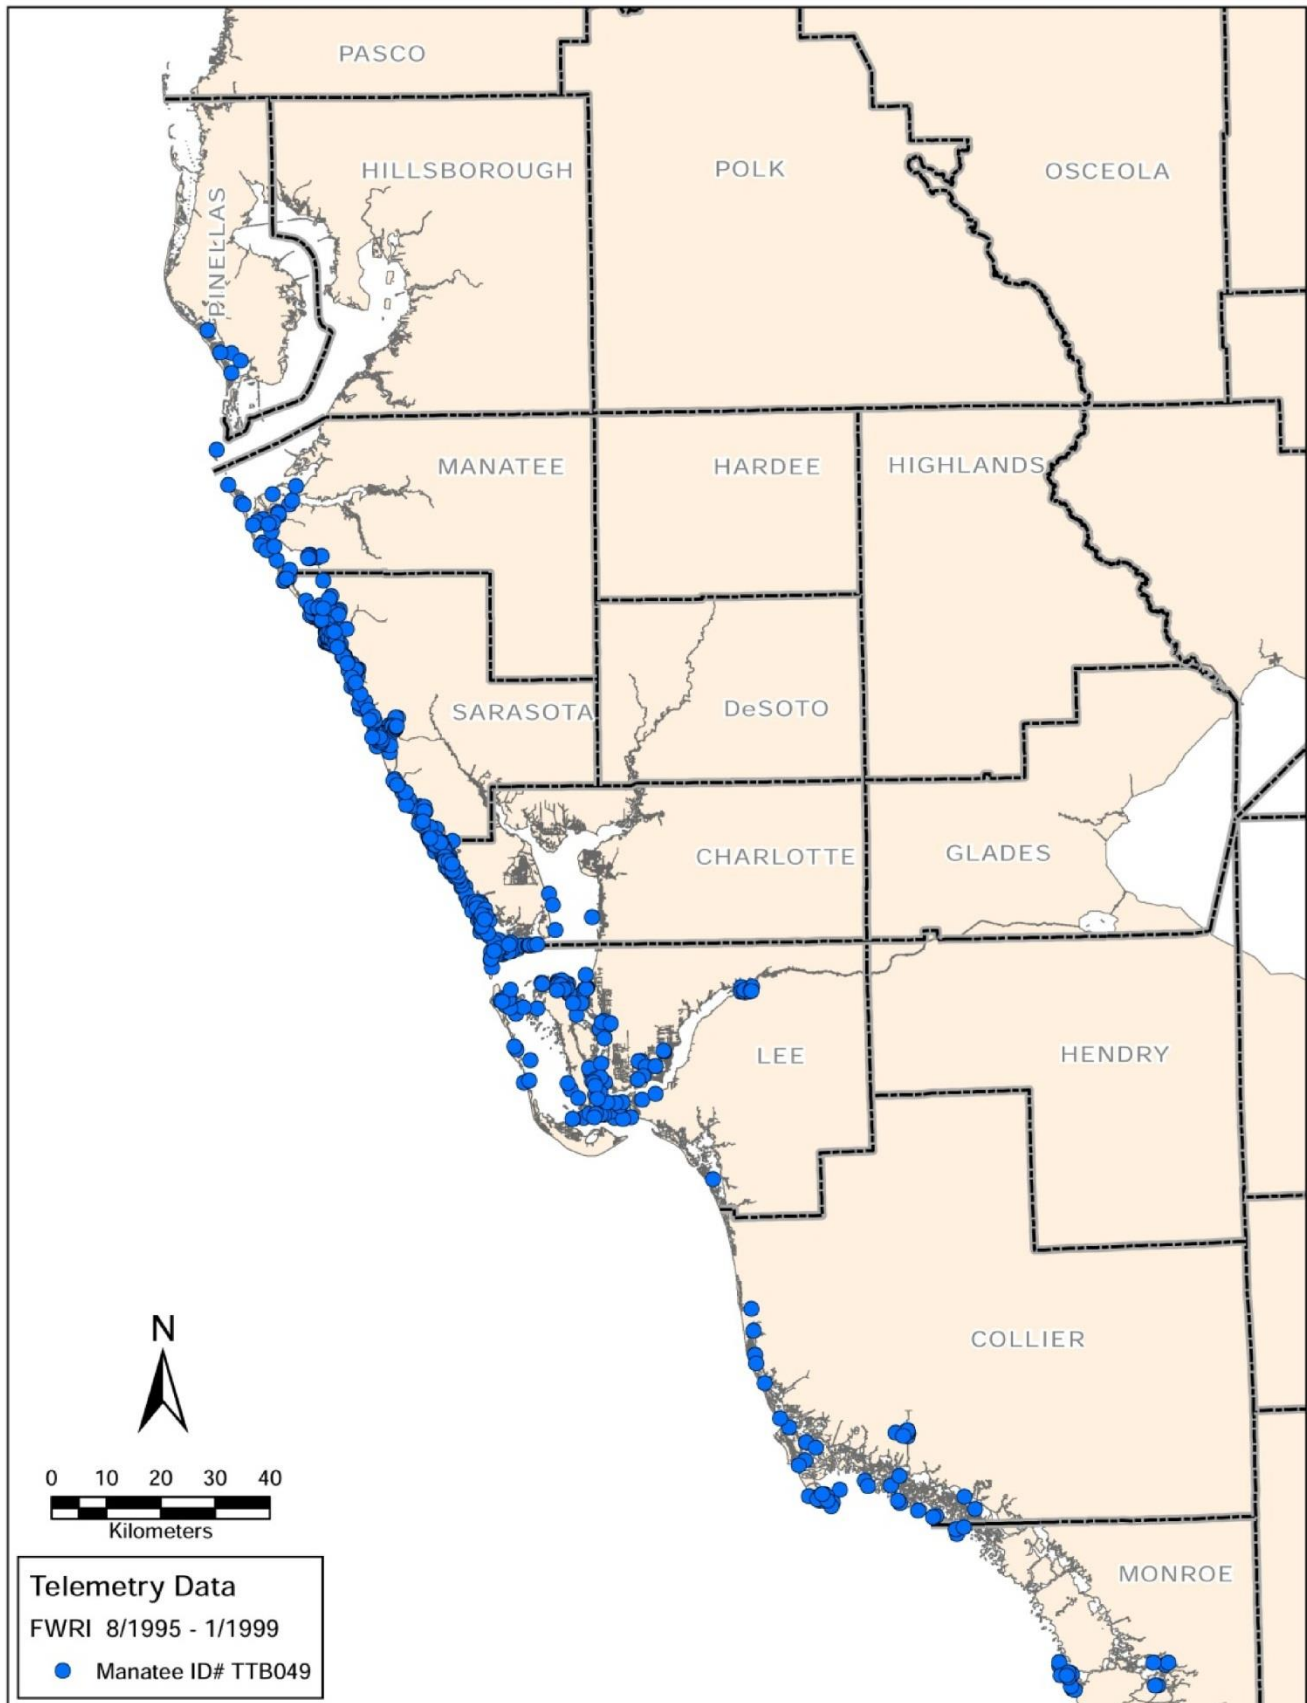 PASCO
HILLSBOROUGH
POLK
OSCEOLA
PINELLAS
MANATEE
HARDEE
HIGHLANDS
SARASOTA
DeSOTO
CHARLOTTE
GLADES
LEE
HENDRY
COLLIER
MONROE
N
0 10 20 30 40
Kilometers
Telemetry Data
FWRI 8/1995 - 1/1999
Manatee ID# TTB049